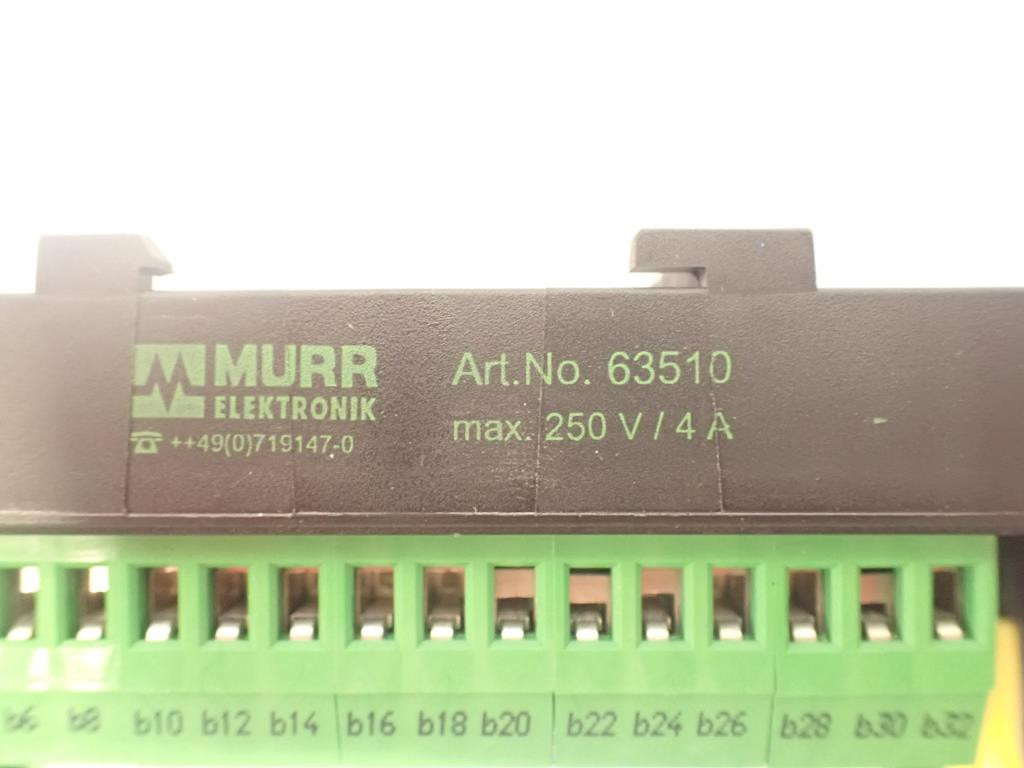 MURR
ELEKTRONIK
☎ ++49(0)719147-0
Art.No. 63510
max. 250 V / 4 A
b6 b8 b10 b12 b14 b16 b18 b20 b22 b24 b26 b28 b30 b32